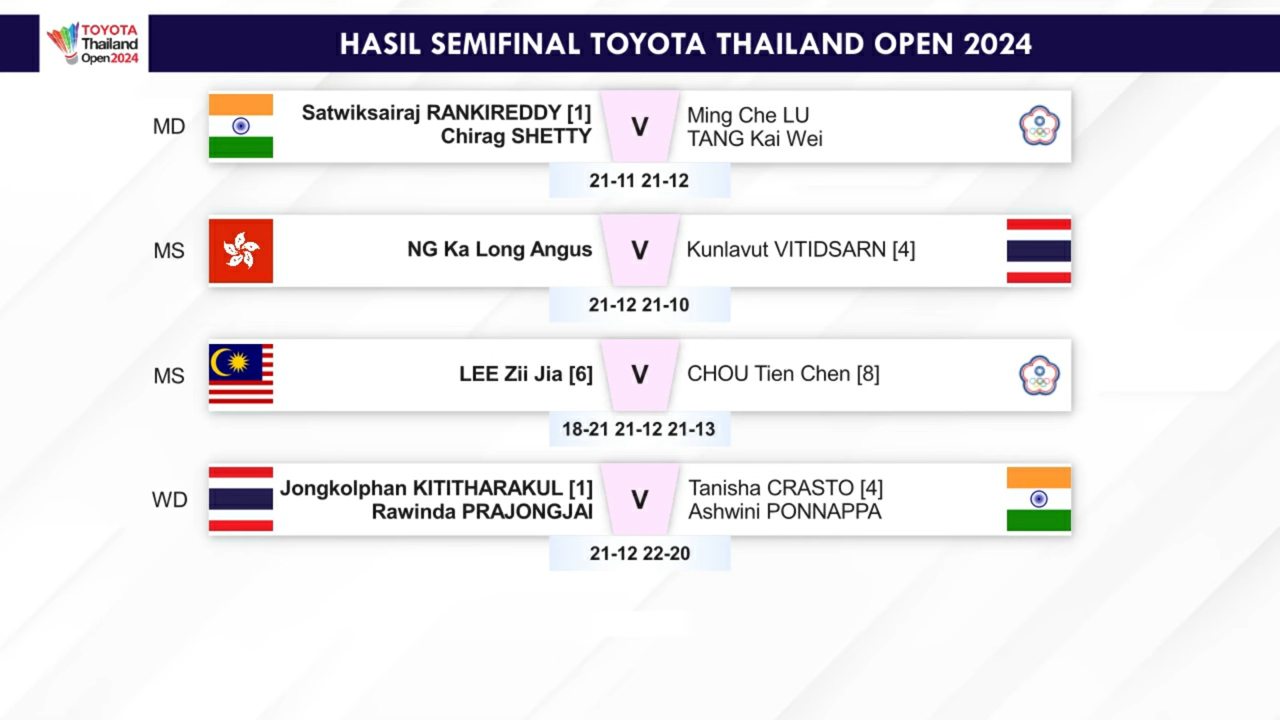 TOYOTA
Thailand
Open2024
HASIL SEMIFINAL TOYOTA THAILAND OPEN 2024
MD
Satwiksairaj RANKIREDDY [1]
Chirag SHETTY
V
Ming Che LU
TANG Kai Wei
21-11 21-12
MS
NG Ka Long Angus
V
Kunlavut VITIDSARN [4]
21-12 21-10
MS
LEE Zii Jia [6]
V
CHOU Tien Chen [8]
18-21 21-12 21-13
WD
Jongkolphan KITITHARAKUL [1]
Rawinda PRAJONGJAI
V
Tanisha CRASTO [4]
Ashwini PONNAPPA
21-12 22-20